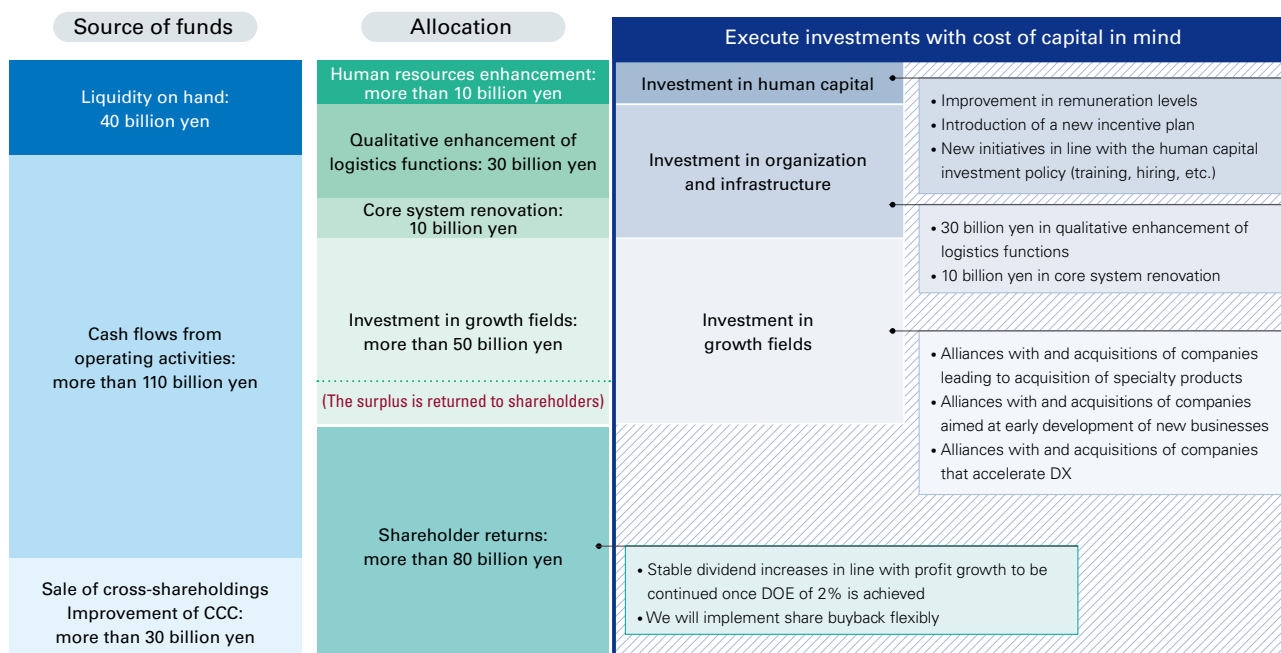 Source of funds
Liquidity on hand:
40 billion yen
Cash flows from
operating activities:
more than 110 billion yen
Sale of cross-shareholdings
Improvement of CCC:
more than 30 billion yen
Allocation
Human resources enhancement:
more than 10 billion yen
Qualitative enhancement of
logistics functions: 30 billion yen
Core system renovation:
10 billion yen
Investment in growth fields:
more than 50 billion yen
(The surplus is returned to shareholders)
Shareholder returns:
more than 80 billion yen
Execute investments with cost of capital in mind
Investment in human capital
• Improvement in remuneration levels
• Introduction of a new incentive plan
• New initiatives in line with the human capital
investment policy (training, hiring, etc.)
Investment in organization
and infrastructure
• 30 billion yen in qualitative enhancement of
logistics functions
• 10 billion yen in core system renovation
Investment in
growth fields
• Alliances with and acquisitions of companies
leading to acquisition of specialty products
• Alliances with and acquisitions of companies
aimed at early development of new businesses
• Alliances with and acquisitions of companies
that accelerate DX
• Stable dividend increases in line with profit growth to be
continued once DOE of 2% is achieved
• We will implement share buyback flexibly